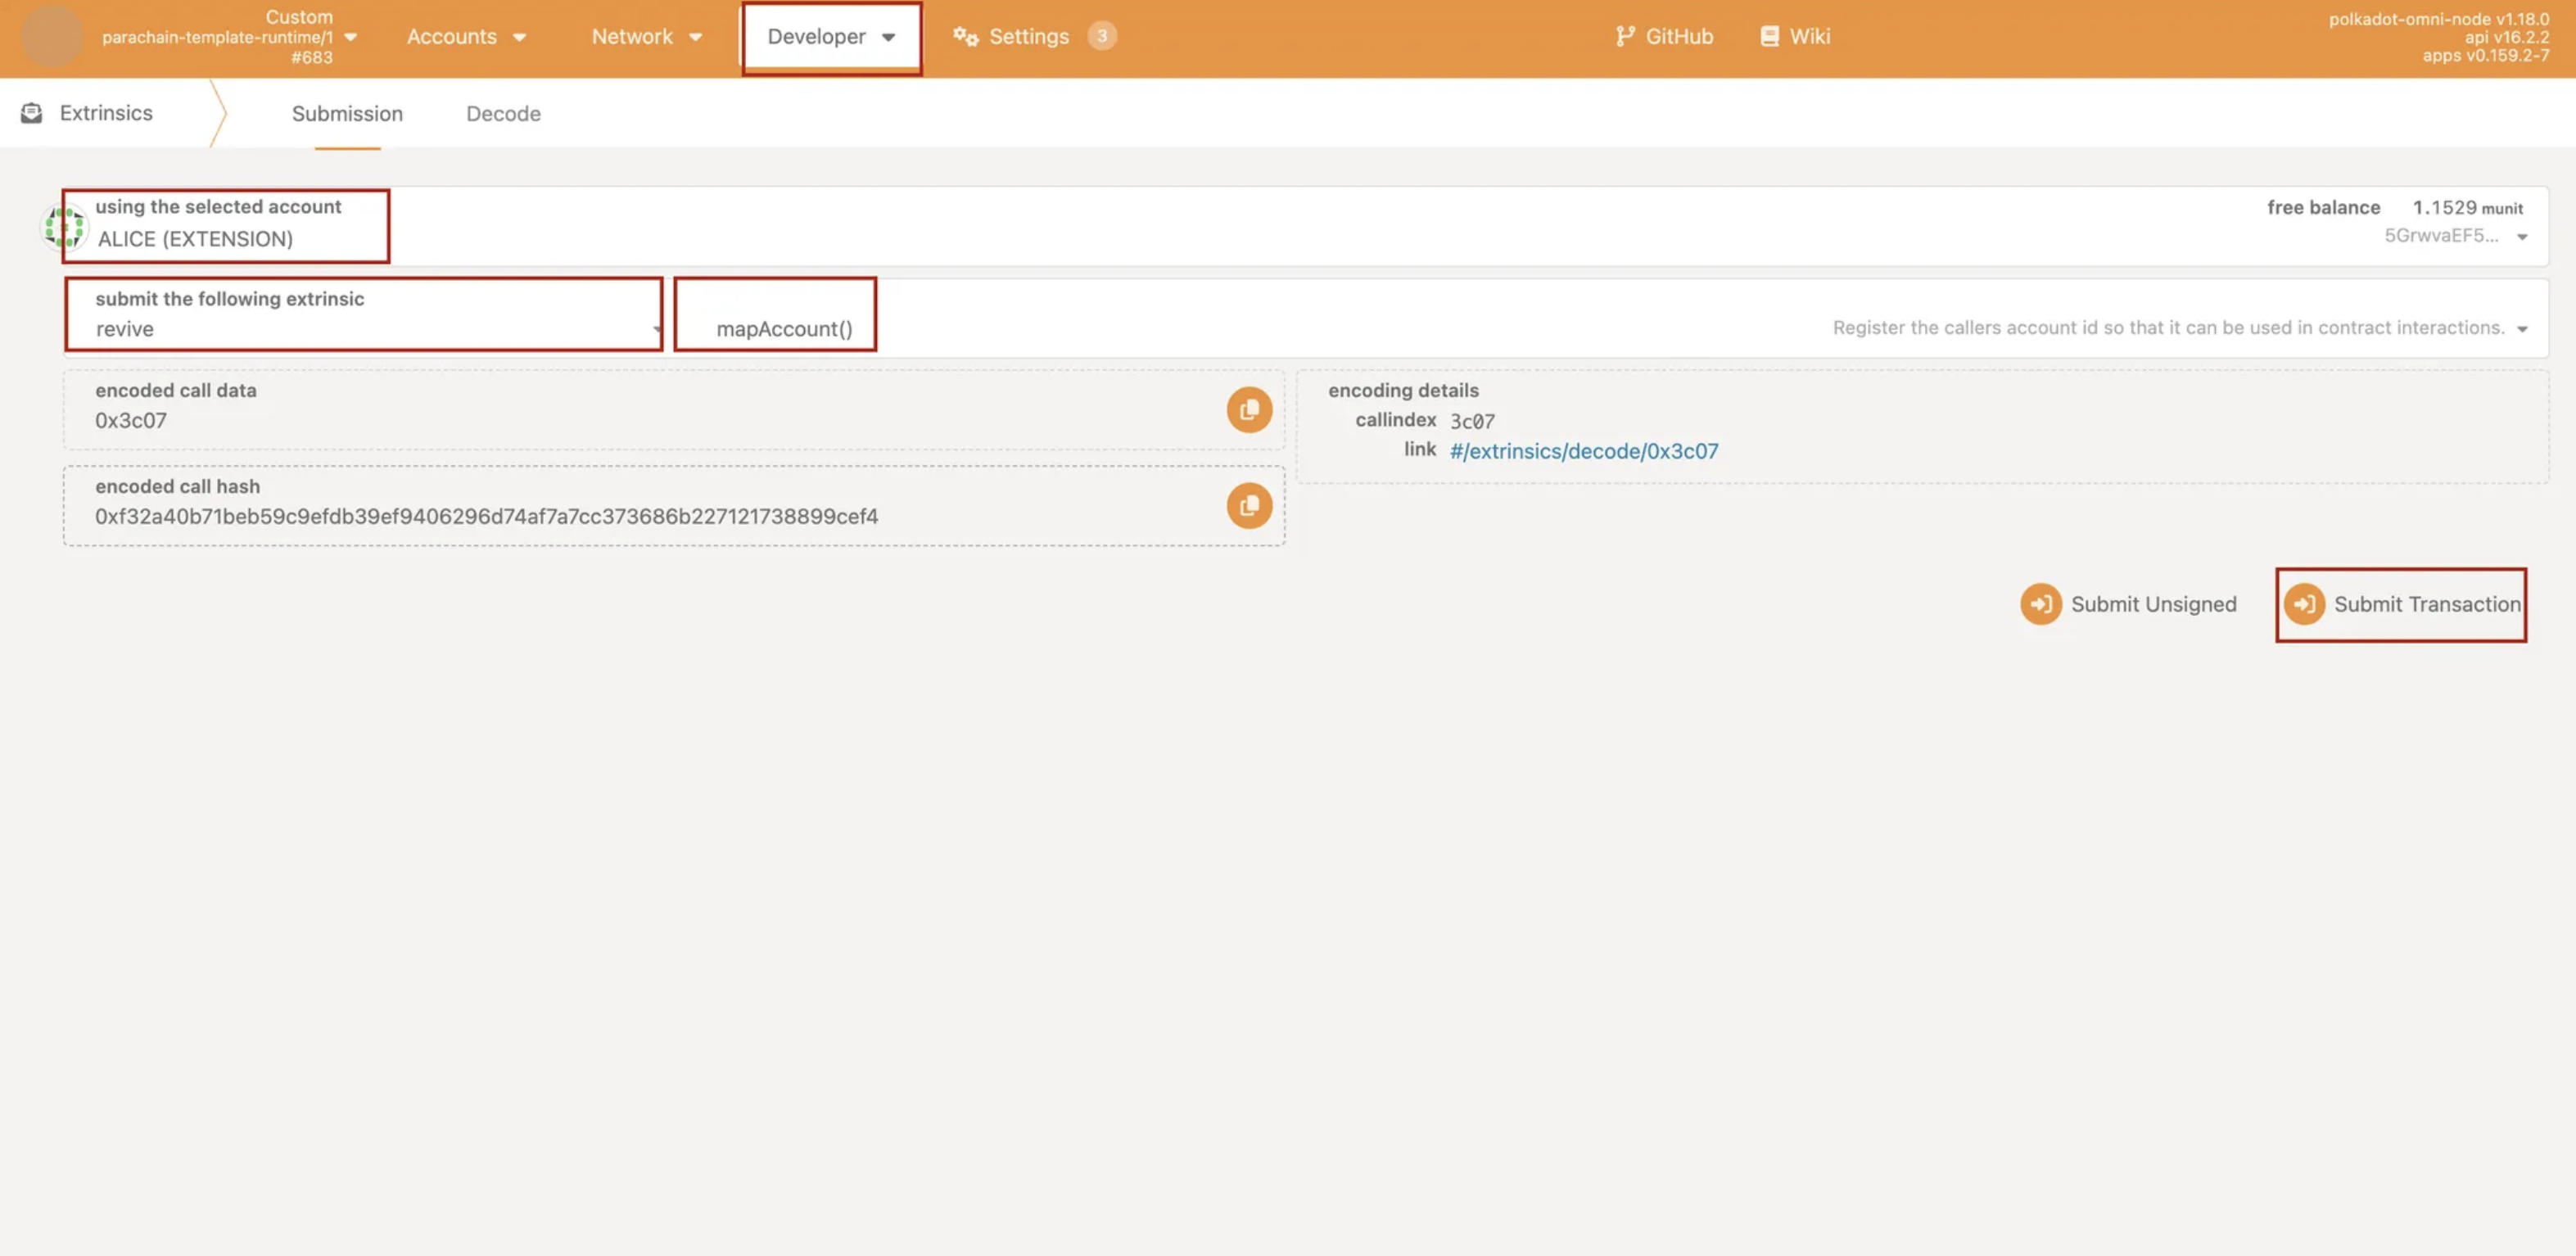 Custom
parachain-template-runtime/1
#683
Accounts
Network
Developer
Settings
3
GitHub
Wiki
polkadot-omni-node v1.18.0
api v16.2.2
apps v0.159.2-7
Extrinsics
Submission
Decode
using the selected account
ALICE (EXTENSION)
free balance 1.1529 munit
5GrwvaEF5...
submit the following extrinsic
revive
mapAccount()
Register the callers account id so that it can be used in contract interactions.
encoded call data
0x3c07
encoding details
callindex 3c07
link #/extrinsics/decode/0x3c07
encoded call hash
0xf32a40b71beb59c9efdb39ef9406296d74af7a7cc373686b227121738899cef4
Submit Unsigned
Submit Transaction